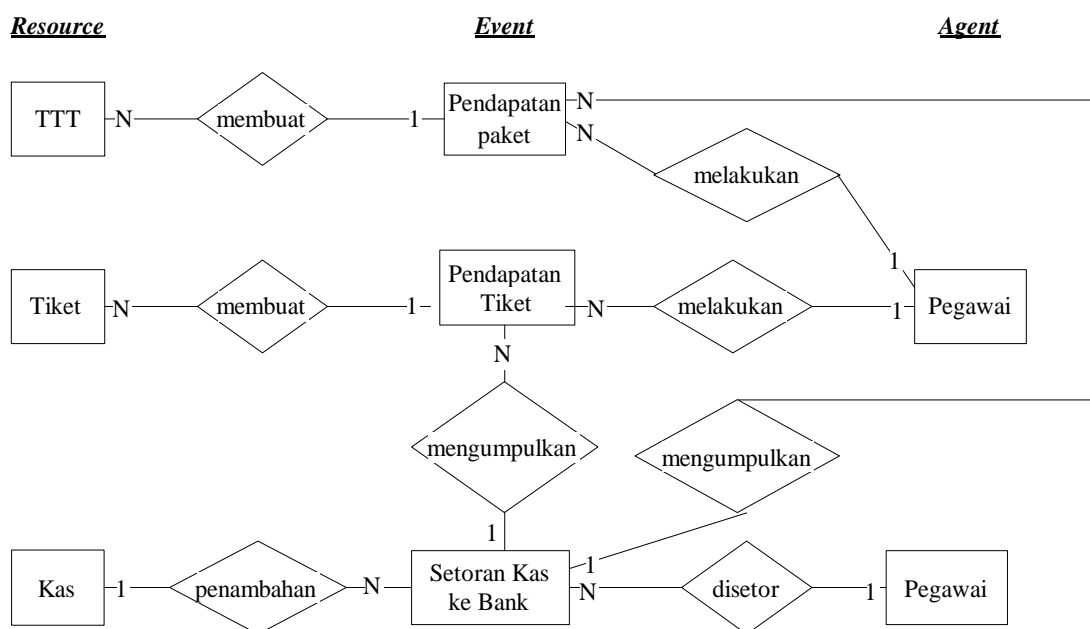 Resource Event Agent
TTT N membuat 1 Pendapatan paket N
N
melakukan
1
Tiket N membuat 1 Pendapatan Tiket N melakukan 1 Pegawai
N
mengumpulkan mengumpulkan
1
1
Kas 1 penambahan N Setoran Kas ke Bank N disetor 1 Pegawai